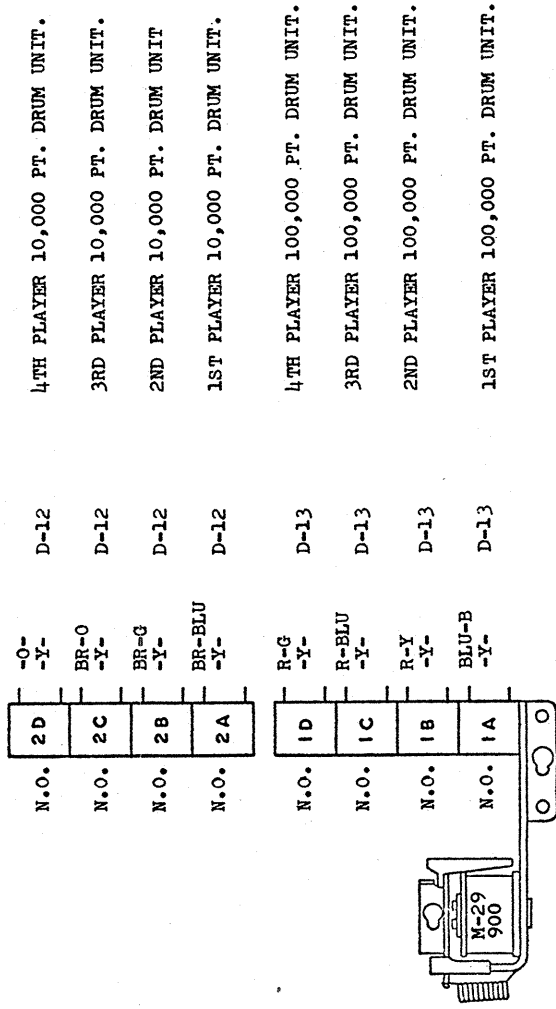 -O-
N.O. 2D -Y- D-12 4TH PLAYER 10,000 PT. DRUM UNIT.
BR-O
N.O. 2C -Y- D-12 3RD PLAYER 10,000 PT. DRUM UNIT.
BR-G
N.O. 2B -Y- D-12 2ND PLAYER 10,000 PT. DRUM UNIT
BR-BLU
N.O. 2A -Y- D-12 1ST PLAYER 10,000 PT. DRUM UNIT.
R-G
N.O. 1D -Y- D-13 4TH PLAYER 100,000 PT. DRUM UNIT.
R-BLU
N.O. 1C -Y- D-13 3RD PLAYER 100,000 PT. DRUM UNIT.
R-Y
N.O. 1B -Y- D-13 2ND PLAYER 100,000 PT. DRUM UNIT.
BLU-B
N.O. 1A -Y- D-13 1ST PLAYER 100,000 PT. DRUM UNIT.
M-29
900